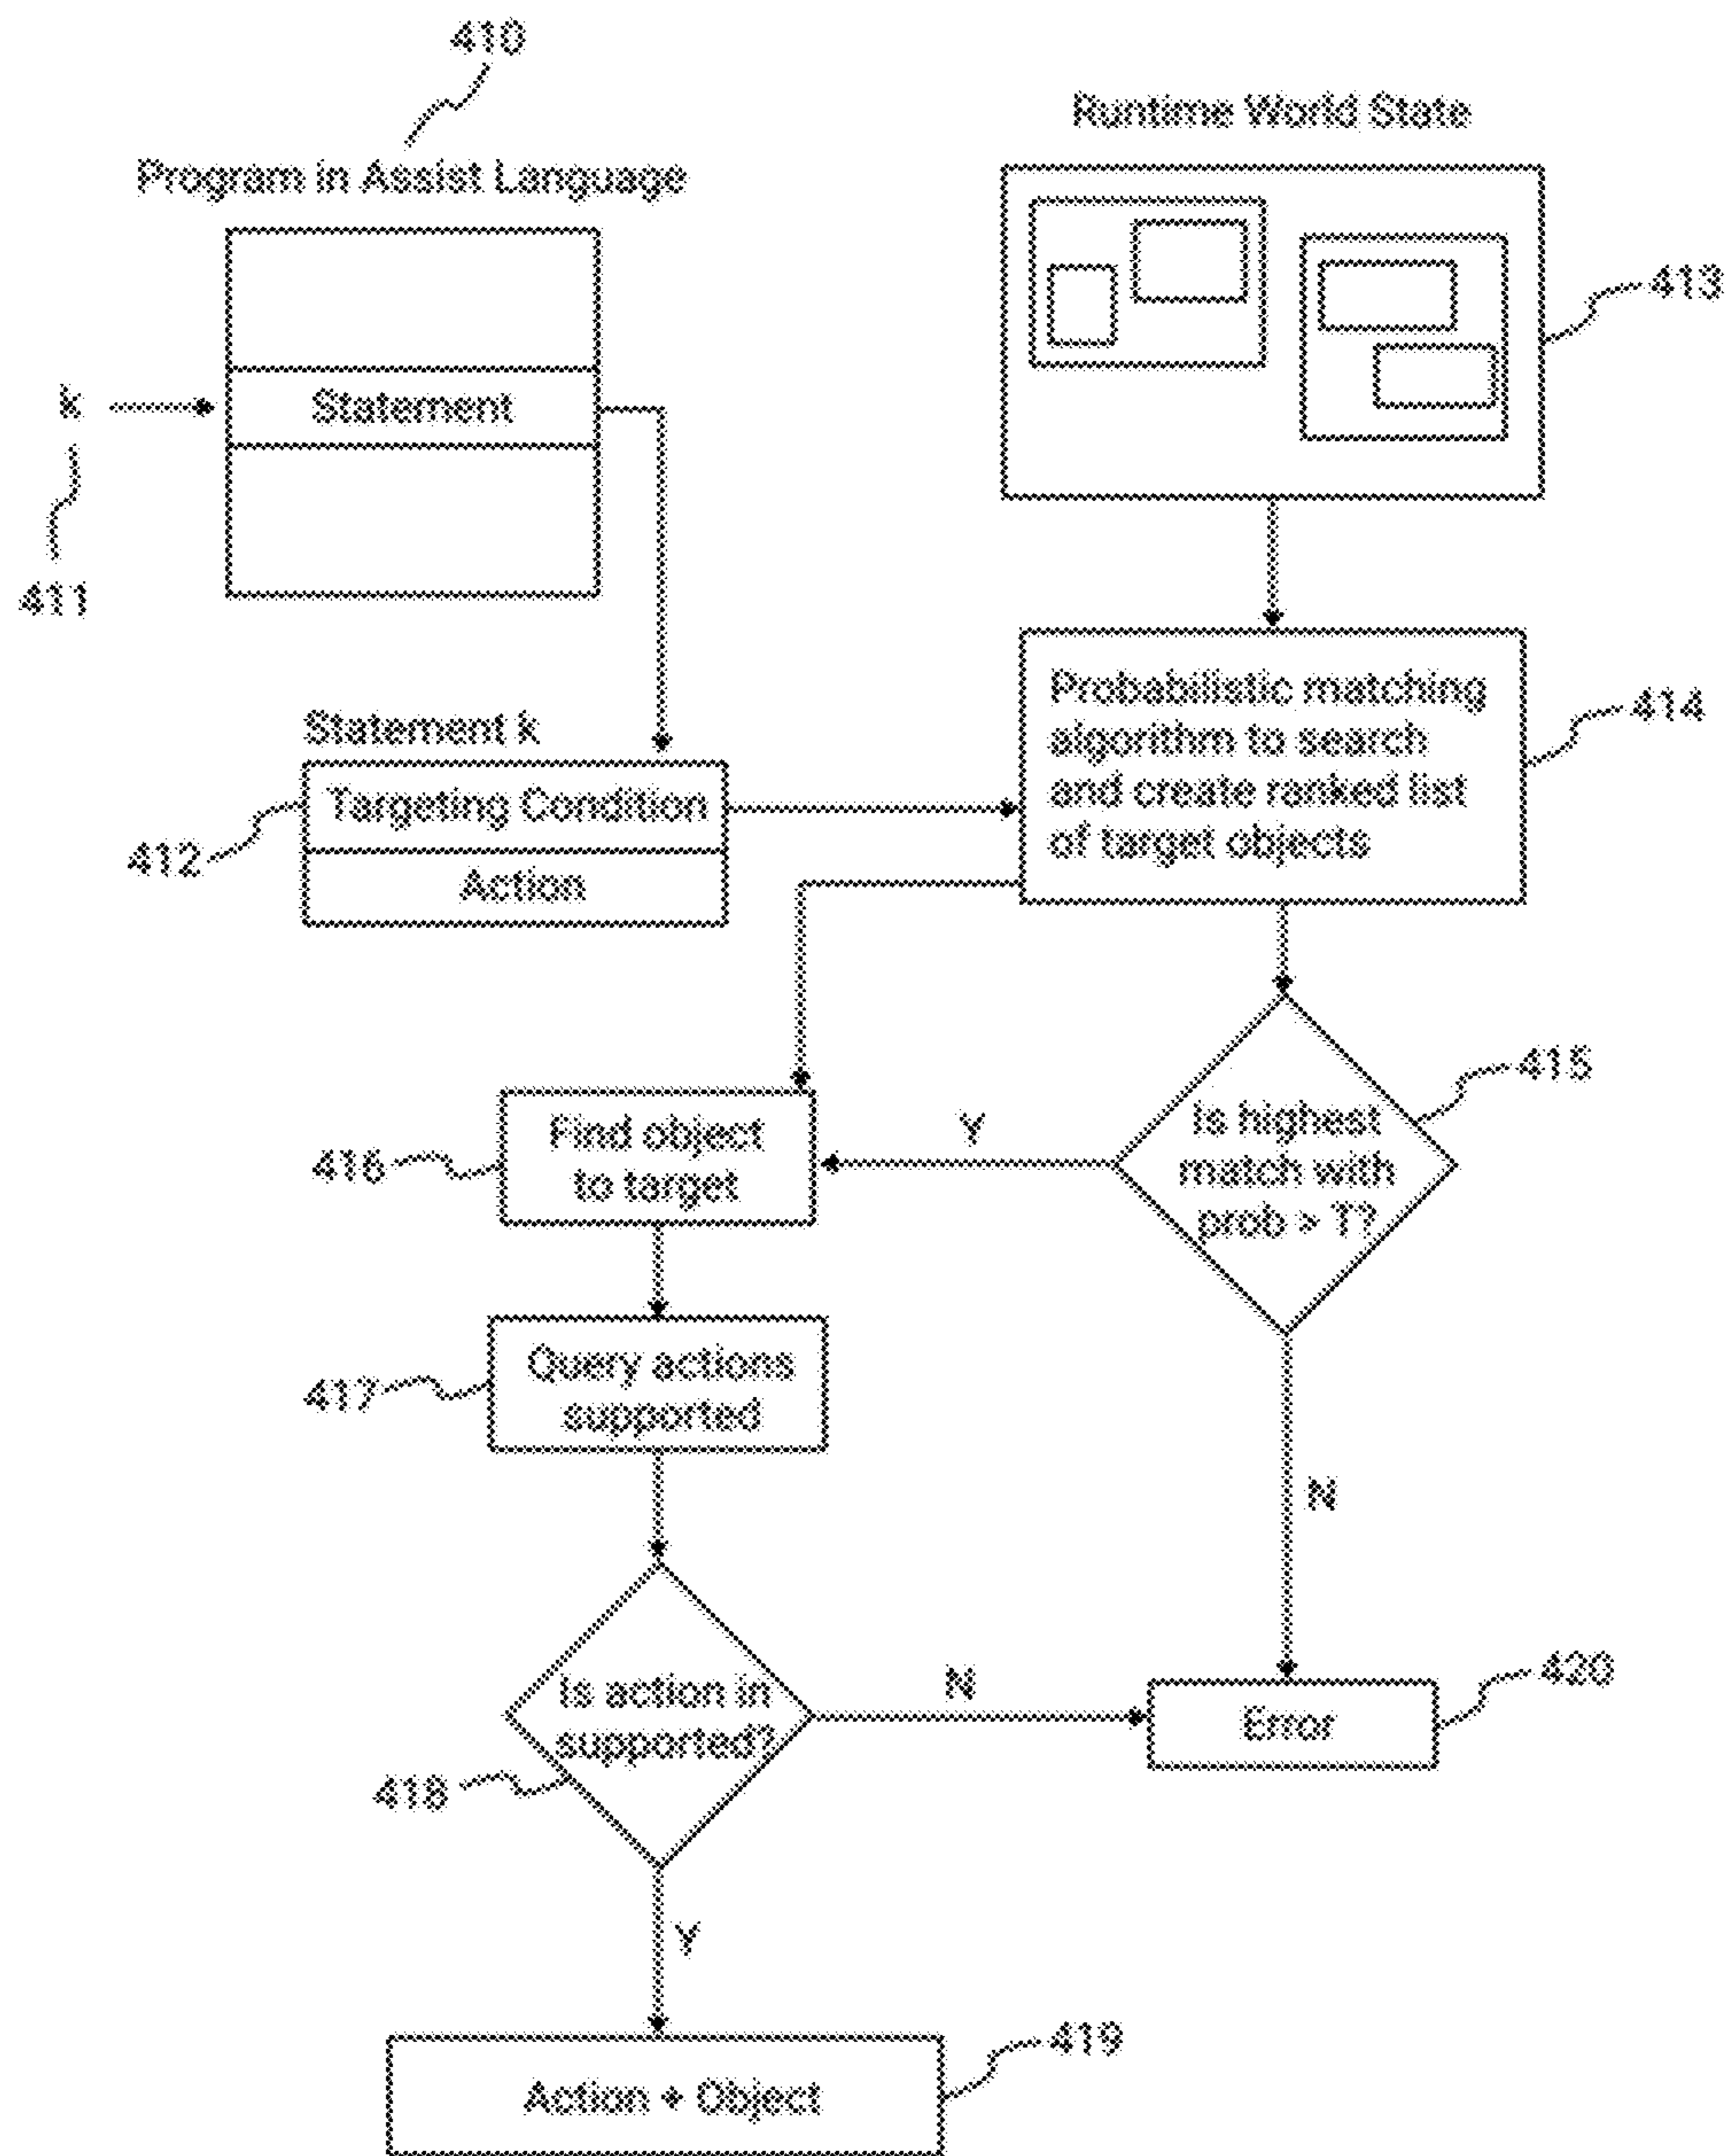 410
Program in Assist Language
Runtime World State
413
k
Statement
411
Statement k
Targeting Condition
Action
412
Probabilistic matching
algorithm to search
and create ranked list
of target objects
414
415
Is highest
match with
prob > T?
Y
N
416
Find object
to target
417
Query actions
supported
Is action in
supported?
418
N
Error
420
Y
Action + Object
419